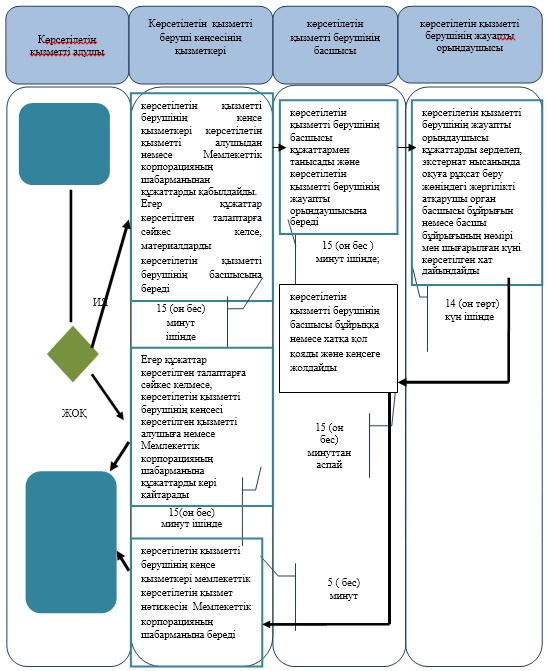 Көрсетілетін
қызметті алушы
Көрсетілетін қызметті
беруші кеңсесінің
қызметкері
көрсетілетін
қызметті берушінің
басшысы
көрсетілетін қызметті
берушінің жауапты
орындаушысы
көрсетілетін қызметті
берушінің кеңсе
қызметкері көрсетілетін
қызметті алушыдан
немесе Мемлекеттік
корпорацияның
шабарманынан
құжаттарды қабылдайды.
Егер құжаттар
көрсетілген талаптарға
сәйкес келсе,
материалдарды
көрсетілетін қызметті
берушінің басшысына
береді
көрсетілетін
қызметті берушінің
басшысы
құжаттармен
танысады және
көрсетілетін
қызметті берушінің
жауапты
орындаушысына
береді
көрсетілетін қызметті
берушінің жауапты
орындаушысы
құжаттарды зерделеп,
экстернат нысанында
оқуға рұқсат беру
жөніндегі жергілікті
атқарушы орган
басшысы бұйрығын
немесе басшы
бұйрығының нөмірі
мен шығарылған күні
көрсетілген хат
дайындайды
15 (он бес )
минут ішінде;
ИЯ
15 (он бес)
минут
ішінде
көрсетілетін
қызметті берушінің
басшысы бұрыққа
немесе хатқа қол
қояды және кеңсеге
жолдайды
14 (он төрт)
күн ішінде
Егер құжаттар
көрсетілген талаптарға
сәйкес келмесе,
көрсетілетін қызметті
берушінің кеңсесі
көрсетілген қызметті
алушыға немесе
Мемлекеттік
корпорацияның
шабарманына
құжаттарды кері
қайтарады
ЖОҚ
15 (он
бес)
минуттан
аспай
15(он бес)
минут ішінде
көрсетілетін қызметті
берушінің кеңсе
қызметкері мемлекеттік
көрсетілетін қызмет
нәтижесін Мемлекеттік
корпорацияның
шабарманына береді
5 ( бес)
минут